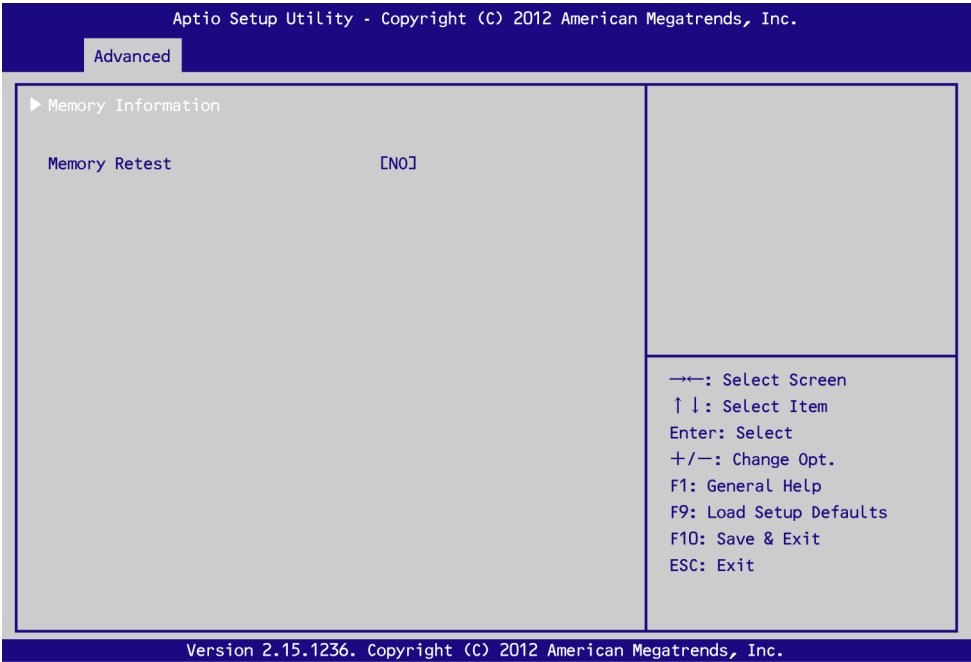 Aptio Setup Utility - Copyright (C) 2012 American Megatrends, Inc.
Advanced
▶ Memory Information
Memory Retest [NO]
→←: Select Screen
↑↓: Select Item
Enter: Select
+/-: Change Opt.
F1: General Help
F9: Load Setup Defaults
F10: Save & Exit
ESC: Exit
Version 2.15.1236. Copyright (C) 2012 American Megatrends, Inc.